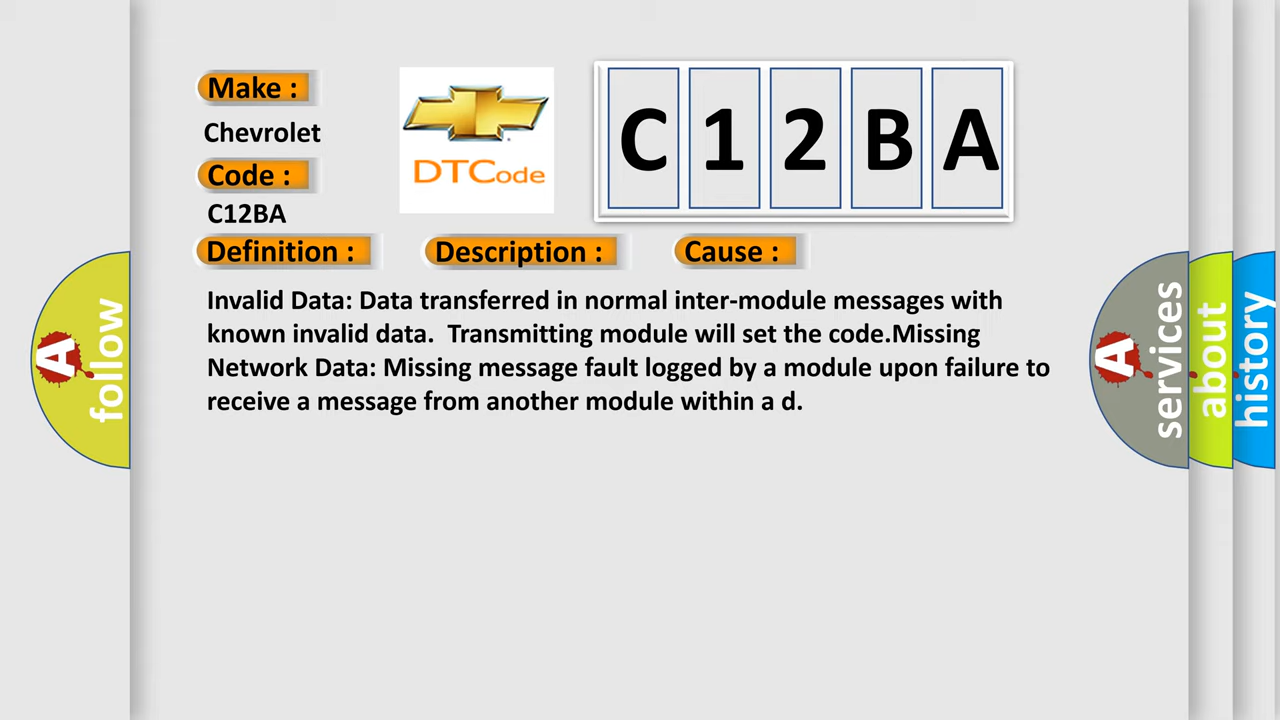 Make :
Chevrolet
Code :
C12BA
DTCode
C12BA
Definition :
Description :
Cause :
Invalid Data: Data transferred in normal inter-module messages with
known invalid data  Transmitting module will set the code.Missing
Network Data: Missing message fault logged by a module upon failure to
receive a message from another module within a d.
A follow
A services
about
history